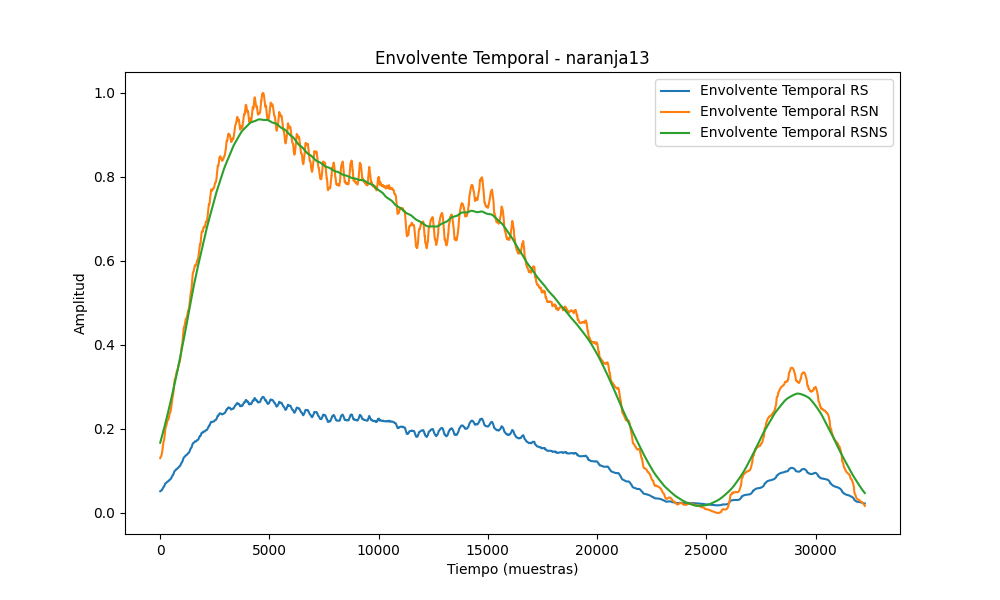 Envolvente Temporal - naranja13
Envolvente Temporal RS
Envolvente Temporal RSN
Envolvente Temporal RSNS
Amplitud
1.0
0.8
0.6
0.4
0.2
0.0
0 5000 10000 15000 20000 25000 30000
Tiempo (muestras)